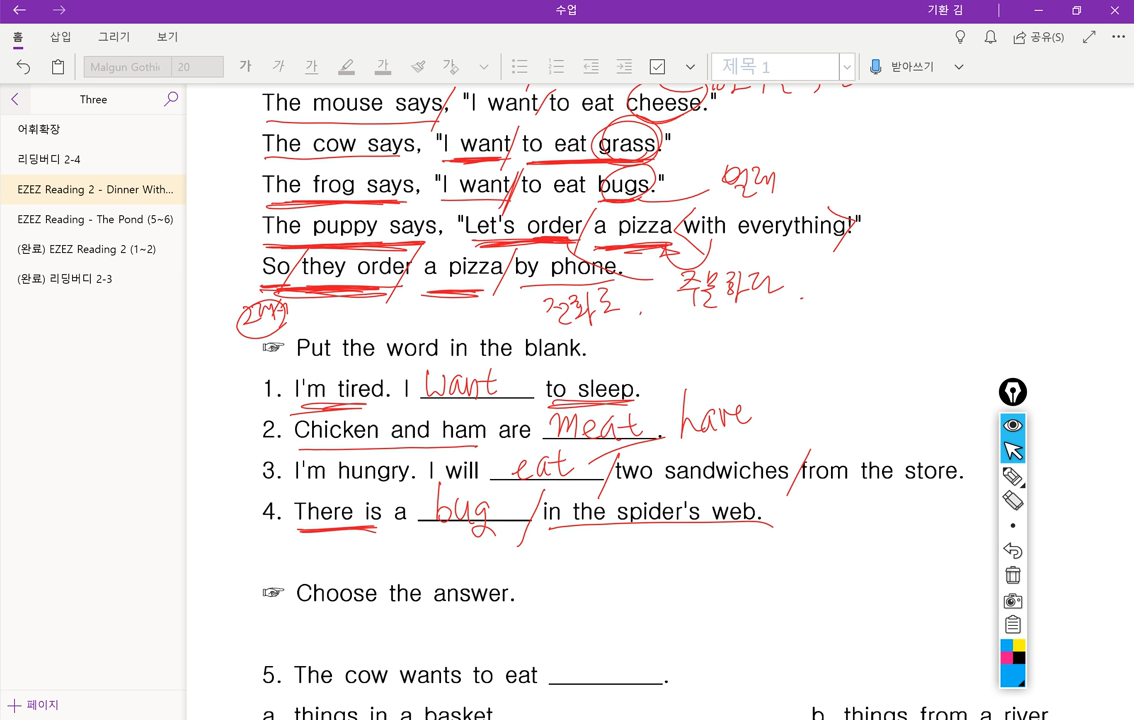 수업
기환 김
홈 삽입 그리기 보기
공유(S)
Malgun Gothic 20 가 가 가 가 제목 1 받아쓰기
Three
어휘확장
리딩버디 2-4
EZEZ Reading 2 - Dinner With...
EZEZ Reading - The Pond (5~6)
(완료) EZEZ Reading 2 (1~2)
(완료) 리딩버디 2-3
페이지
The mouse says, "I want to eat cheese."
The cow says, "I want to eat grass."
The frog says, "I want to eat bugs."
벌레
The puppy says, "Let's order a pizza with everything!"
So they order a pizza by phone.
주문하다.
전화로.
그래서
☞ Put the word in the blank.
1. I'm tired. I want to sleep.
2. Chicken and ham are meat. have
3. I'm hungry. I will eat two sandwiches from the store.
4. There is a bug in the spider's web.
☞ Choose the answer.
5. The cow wants to eat ________.
a. things in a basket
b. things from a river